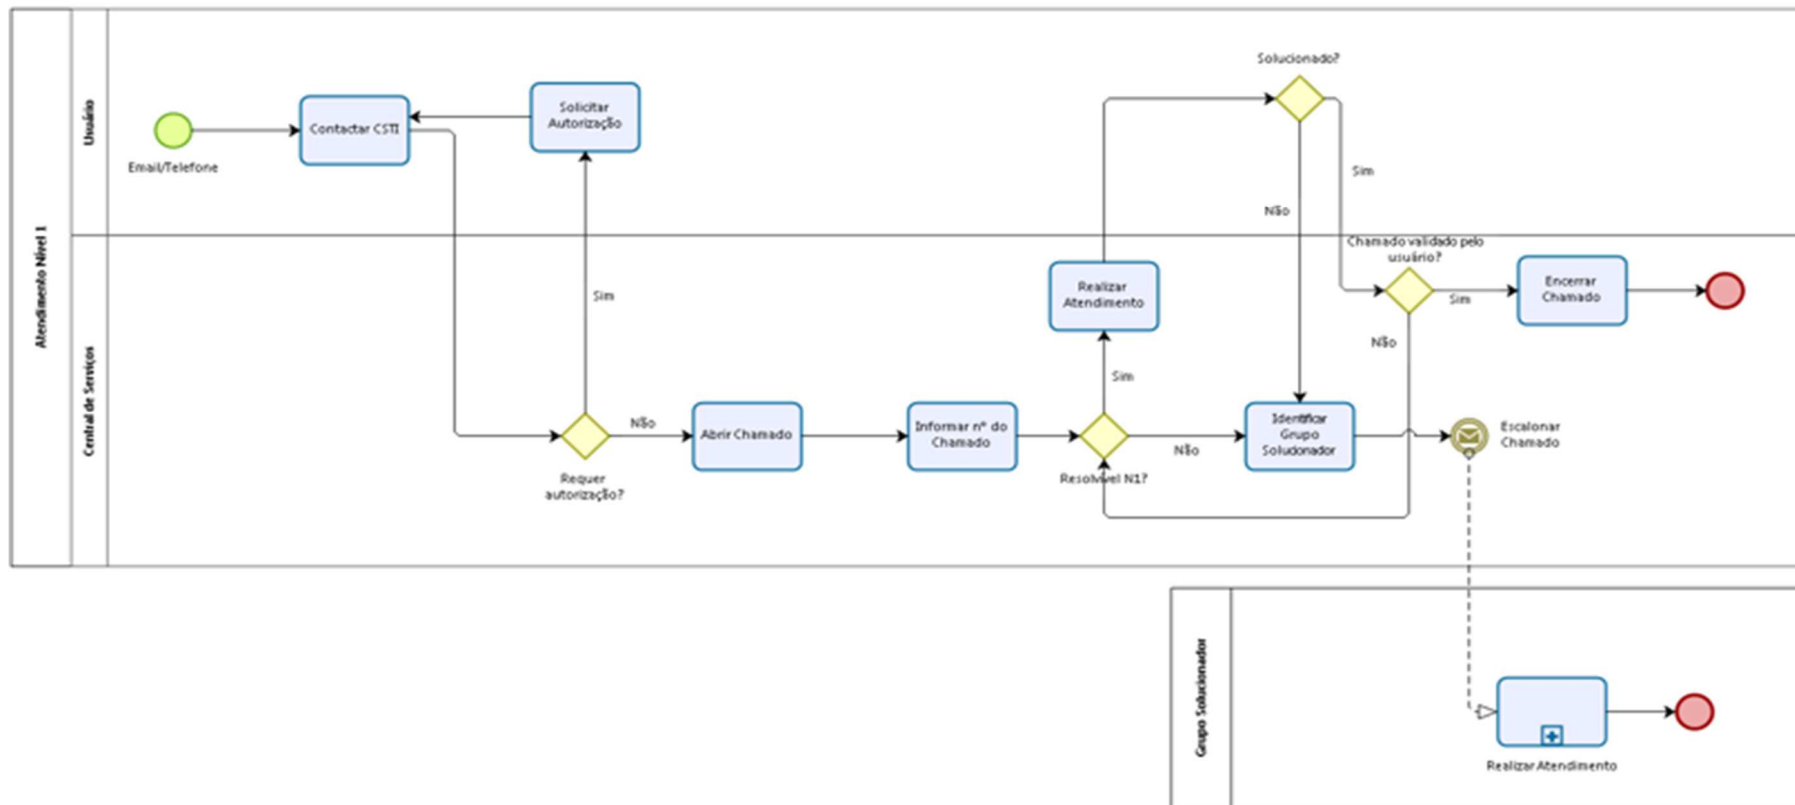 Atendimento Nível 1
Usuário
Email/Telefone
Contactar CSTI
Solicitar
Autorização
Solucionado?
Sim
Não
Central de Serviços
Sim
Requer
autorização?
Não
Abrir Chamado
Informar nº do
Chamado
Resolvível N1?
Sim
Realizar
Atendimento
Não
Identificar
Grupo
Solucionador
Chamado validado pelo
usuário?
Sim
Não
Encerrar
Chamado
Escalonar
Chamado
Grupo Solucionador
Realizar Atendimento